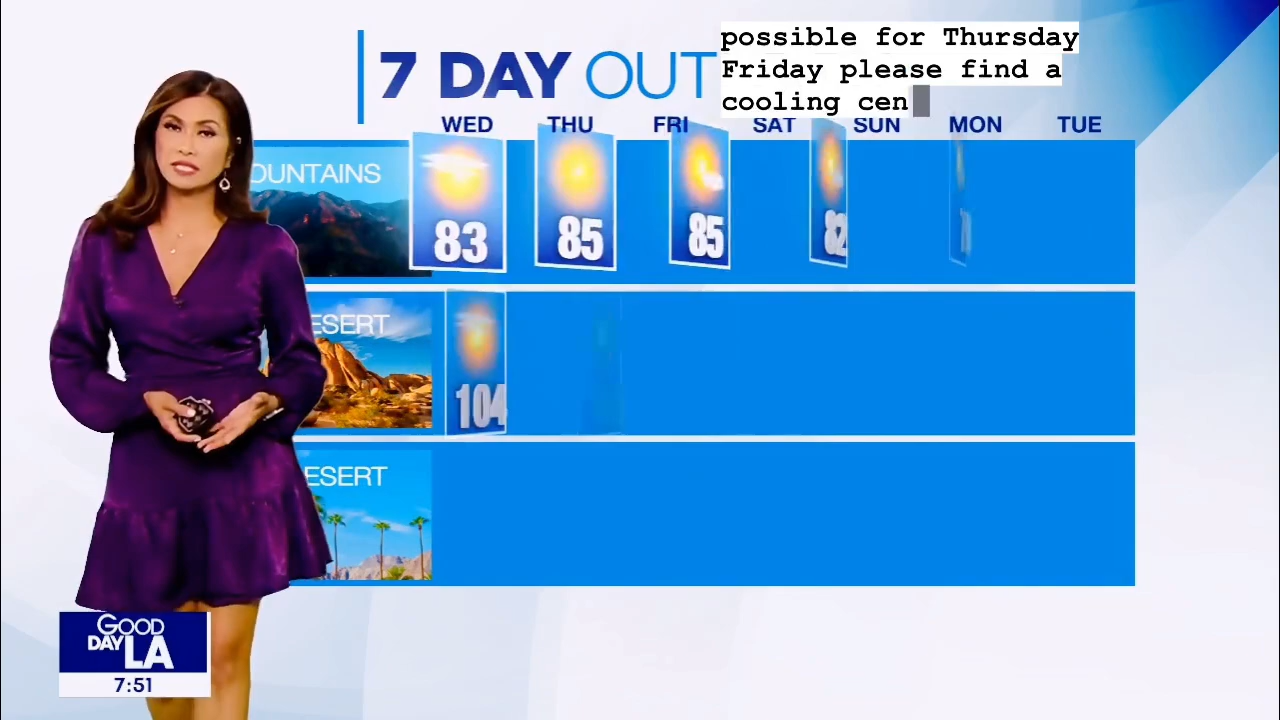 7 DAY OUT
possible for Thursday
Friday please find a
cooling cen
WED THU FRI SAT SUN MON TUE
OUNTAINS
83 85 85 82
ESERT
104
ESERT
GOOD
DAY LA
7:51